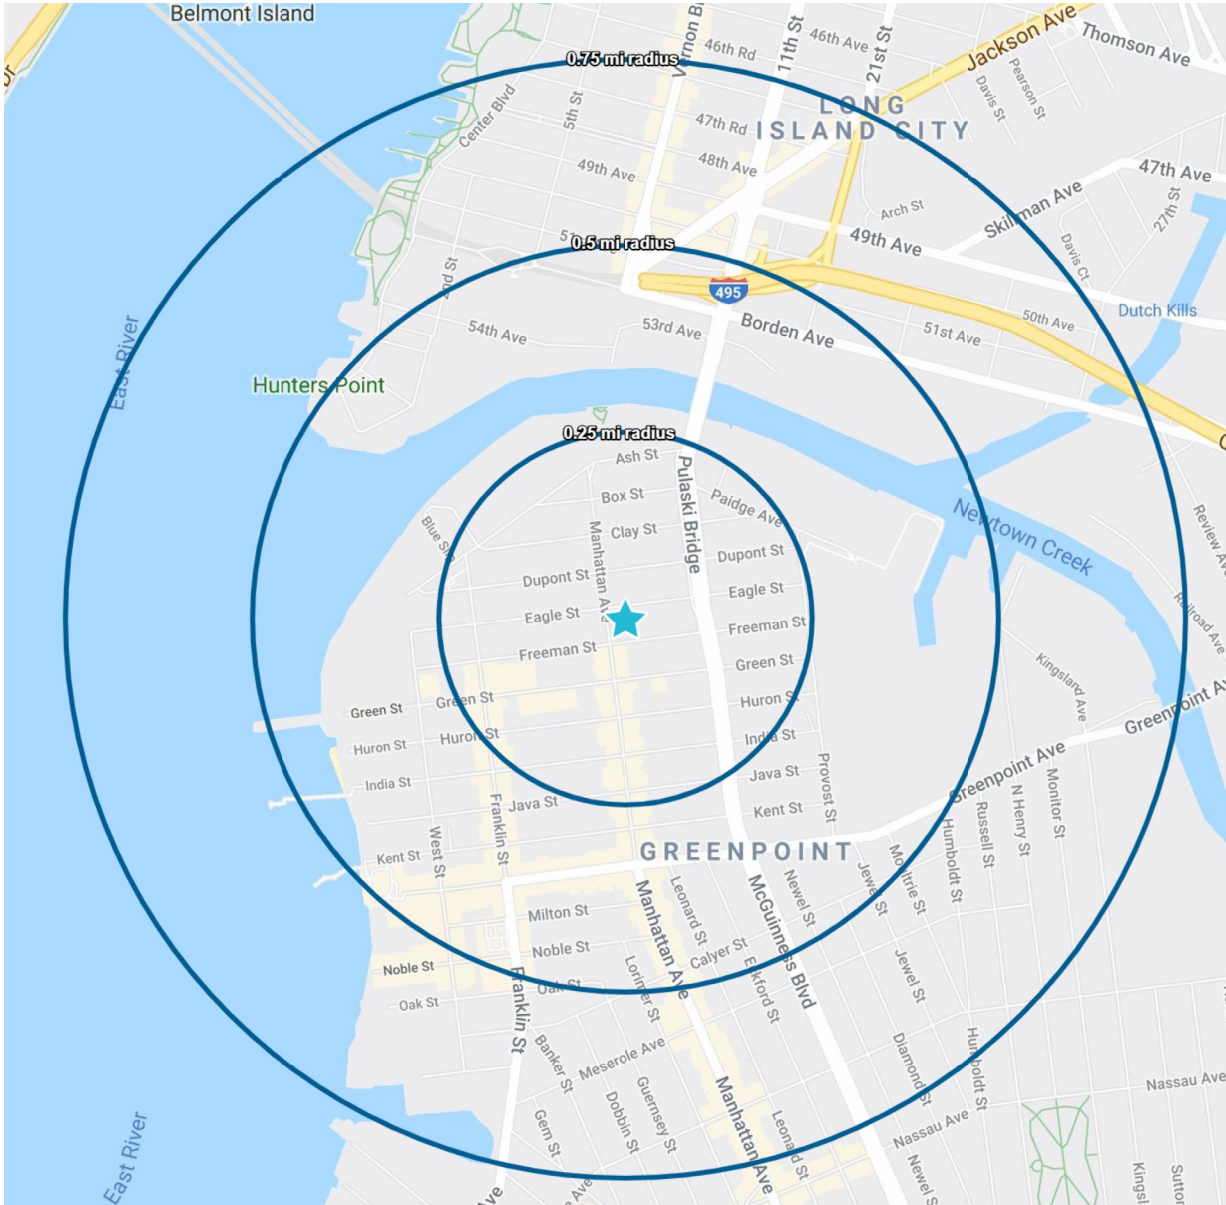 Belmont Island
0.75 mi radius
46th Rd
46th Ave
11th St
21st St
Jackson Ave
Thomson Ave
Pearson St
Davis St
LONG
ISLAND CITY
5th St
Center Blvd
47th Rd
48th Ave
49th Ave
47th Ave
27th St
Skillman Ave
Arch St
49th Ave
Davis Ct
0.5 mi radius
2nd St
495
Dutch Kills
50th Ave
51st Ave
Borden Ave
53rd Ave
54th Ave
East River
Hunters Point
0.25 mi radius
Ash St
Box St
Clay St
Pulaski Bridge
Paidge Ave
Manhattan Ave
Dupont St
Dupont St
Newtown Creek
Review Ave
Railroad Ave
Eagle St
Eagle St
Freeman St
Freeman St
Green St
Green St
Green St
Huron St
Huron St
Huron St
India St
India St
Java St
Java St
Kent St
Kent St
Provost St
Kingsland Ave
Greenpoint Ave
Greenpoint Av
Monitor St
N Henry St
Russell St
Humboldt St
Franklin St
West St
GREENPOINT
Moultrie St
Jewel St
Newel St
McGuinness Blvd
Leonard St
Manhattan Ave
Milton St
Noble St
Noble St
Calyer St
Eckford St
Lorimer St
Oak St
Oak St
Franklin St
Jewel St
Banker St
Meserole Ave
Diamond St
Humboldt St
Nassau Ave
Nassau Ave
Guernsey St
Dobbin St
Gem St
Manhattan Ave
Leonard St
Newel S
East River
Kings
Sutton